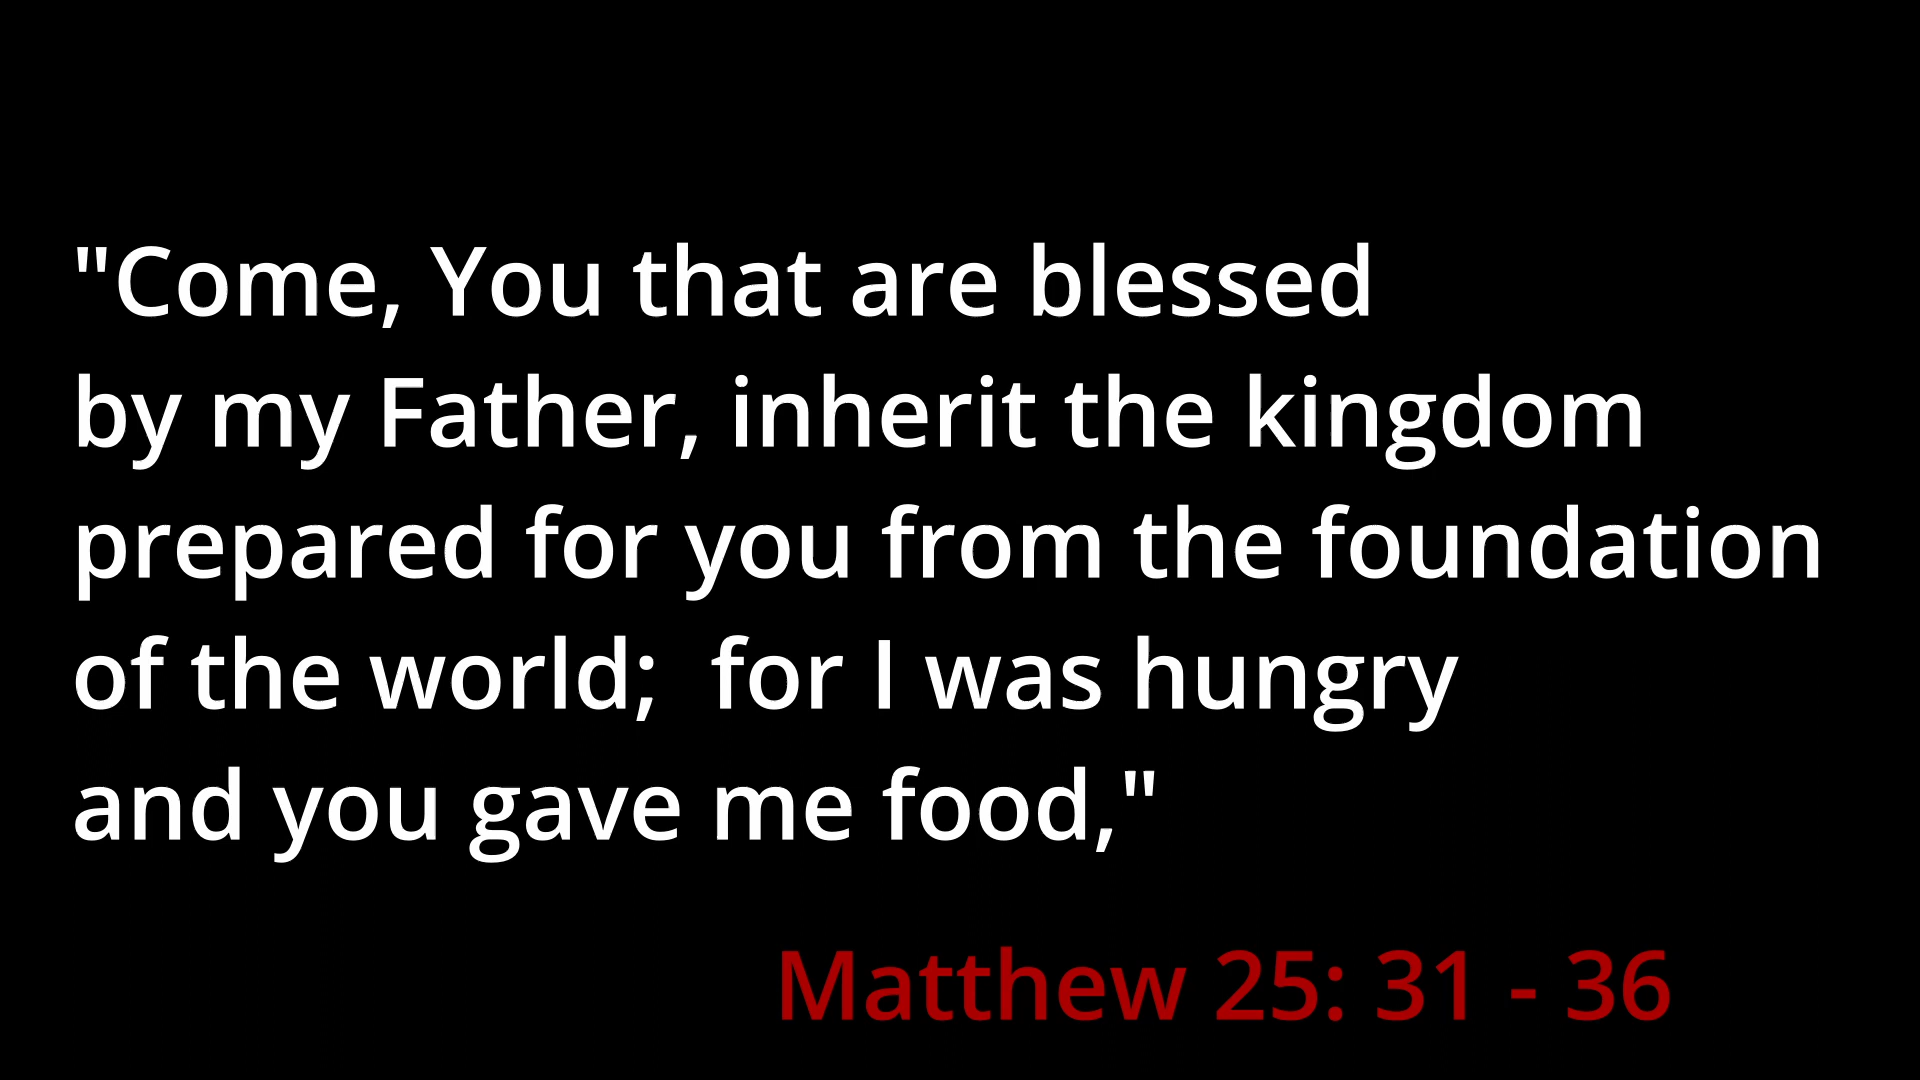 "Come, You that are blessed
by my Father, inherit the kingdom
prepared for you from the foundation
of the world;  for I was hungry
and you gave me food,"
Matthew 25: 31 - 36